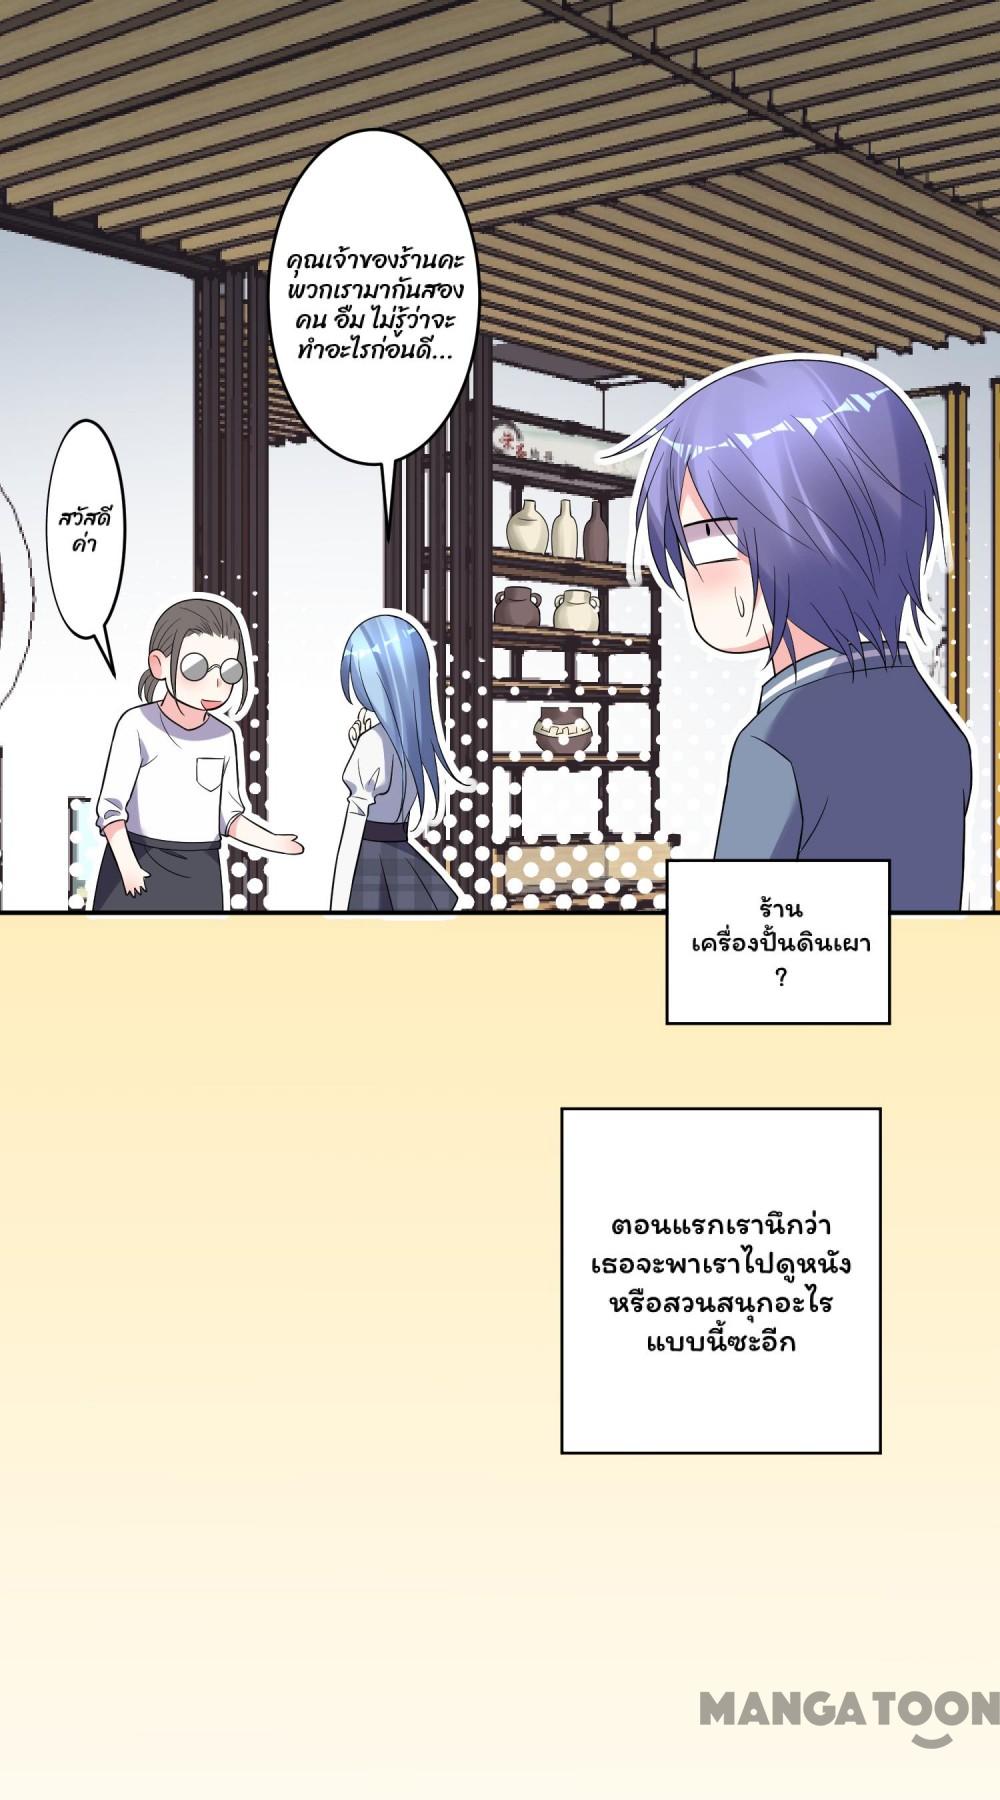 คุณเจ้าของร้านคะ
พวกเรามากันสอง
คน อืม ไม่รู้ว่าจะ
ทำอะไรก่อนดี...
สวัสดี
ค่า
ร้าน
เครื่องปั้นดินเผา
?
ตอนแรกเรานึกว่า
เธอจะพาเราไปดูหนัง
หรือสวนสนุกอะไร
แบบนี้ซะอีก
MANGATOON